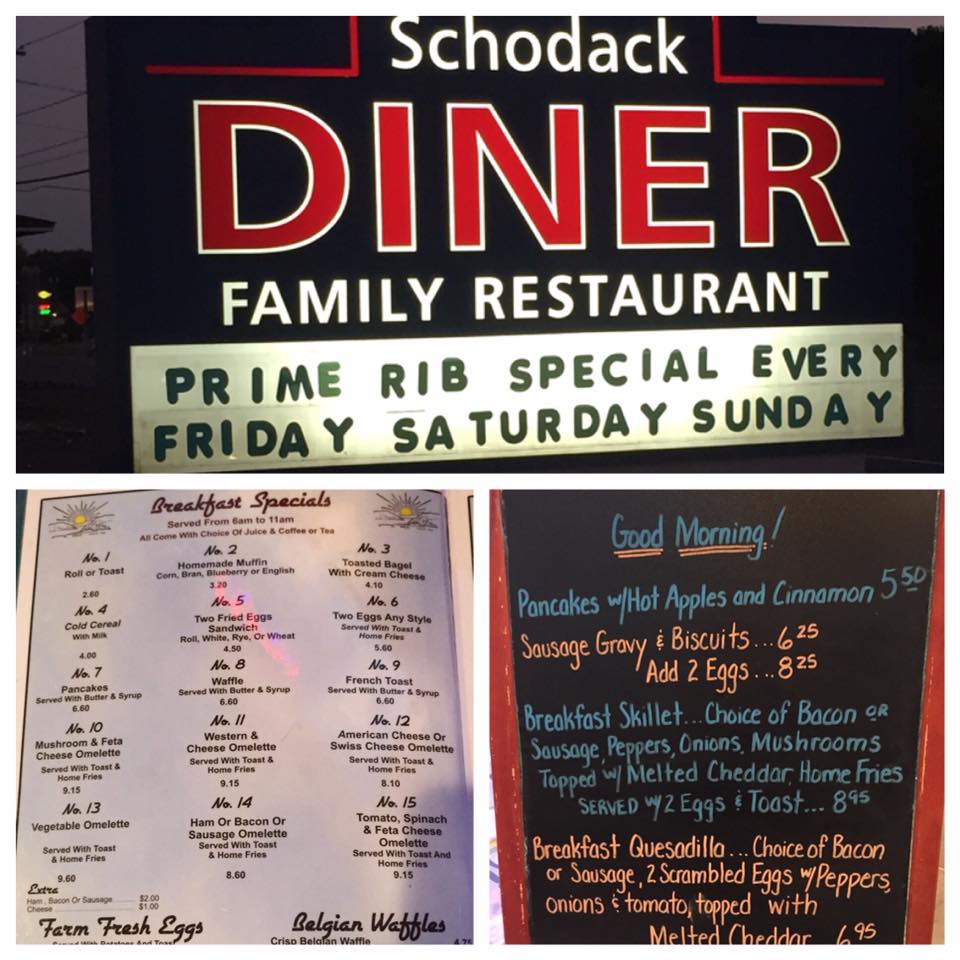 Schodack
DINER
FAMILY RESTAURANT
PRIME RIB SPECIAL EVERY
FRIDAY SATURDAY SUNDAY
Breakfast Specials
Served From 6am to 11am
All Come With Choice Of Juice & Coffee or Tea
No. 1
Roll or Toast
2.60
No. 2
Homemade Muffin
Corn, Bran, Blueberry or English
3.20
No. 3
Toasted Bagel
With Cream Cheese
4.10
No. 4
Cold Cereal
With Milk
4.00
No. 5
Two Fried Eggs
Sandwich
Roll, White, Rye, Or Wheat
4.50
No. 6
Two Eggs Any Style
Served With Toast &
Home Fries
5.60
No. 7
Pancakes
Served With Butter & Syrup
6.60
No. 8
Waffle
Served With Butter & Syrup
6.60
No. 9
French Toast
Served With Butter & Syrup
6.60
No. 10
Mushroom & Feta
Cheese Omelette
Served With Toast &
Home Fries
9.15
No. 11
Western &
Cheese Omelette
Served With Toast &
Home Fries
9.15
No. 12
American Cheese Or
Swiss Cheese Omelette
Served With Toast &
Home Fries
8.10
No. 13
Vegetable Omelette
Served With Toast
& Home Fries
9.60
No. 14
Ham Or Bacon Or
Sausage Omelette
Served With Toast
& Home Fries
8.60
No. 15
Tomato, Spinach
& Feta Cheese
Omelette
Served With Toast And
Home Fries
9.15
Extra
Ham, Bacon Or Sausage $2.00
Cheese $1.00
Farm Fresh Eggs
Served With Potatoes And Toast
Belgian Waffles
Crisp Belgian Waffle 4.75
Good Morning!
Pancakes w/Hot Apples and Cinnamon 5.50
Sausage Gravy & Biscuits...6.25
Add 2 Eggs...8.25
Breakfast Skillet...Choice of Bacon OR
Sausage, Peppers, Onions, Mushrooms
Topped w/ Melted Cheddar, Home Fries
SERVED w/2 Eggs & Toast...8.95
Breakfast Quesadilla...Choice of Bacon
or Sausage, 2 Scrambled Eggs w/Peppers,
onions & tomato, topped with
Melted Cheddar 6.95